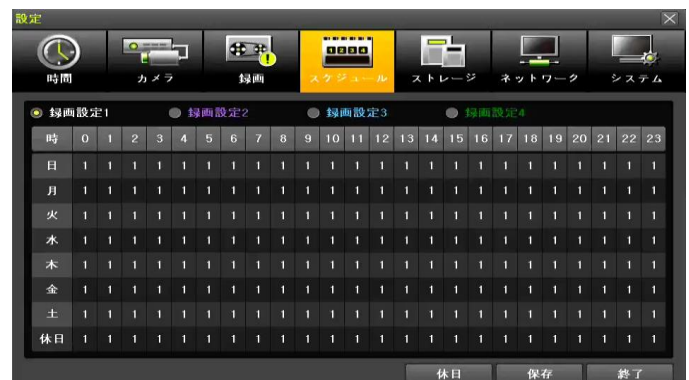 設定
時間 カメラ 録画 スケジュール ストレージ ネットワーク システム
録画設定1 録画設定2 録画設定3 録画設定4
時 0 1 2 3 4 5 6 7 8 9 10 11 12 13 14 15 16 17 18 19 20 21 22 23
日 1 1 1 1 1 1 1 1 1 1 1 1 1 1 1 1 1 1 1 1 1 1 1 1
月 1 1 1 1 1 1 1 1 1 1 1 1 1 1 1 1 1 1 1 1 1 1 1 1
火 1 1 1 1 1 1 1 1 1 1 1 1 1 1 1 1 1 1 1 1 1 1 1 1
水 1 1 1 1 1 1 1 1 1 1 1 1 1 1 1 1 1 1 1 1 1 1 1 1
木 1 1 1 1 1 1 1 1 1 1 1 1 1 1 1 1 1 1 1 1 1 1 1 1
金 1 1 1 1 1 1 1 1 1 1 1 1 1 1 1 1 1 1 1 1 1 1 1 1
土 1 1 1 1 1 1 1 1 1 1 1 1 1 1 1 1 1 1 1 1 1 1 1 1
休日 1 1 1 1 1 1 1 1 1 1 1 1 1 1 1 1 1 1 1 1 1 1 1 1
休日 保存 終了